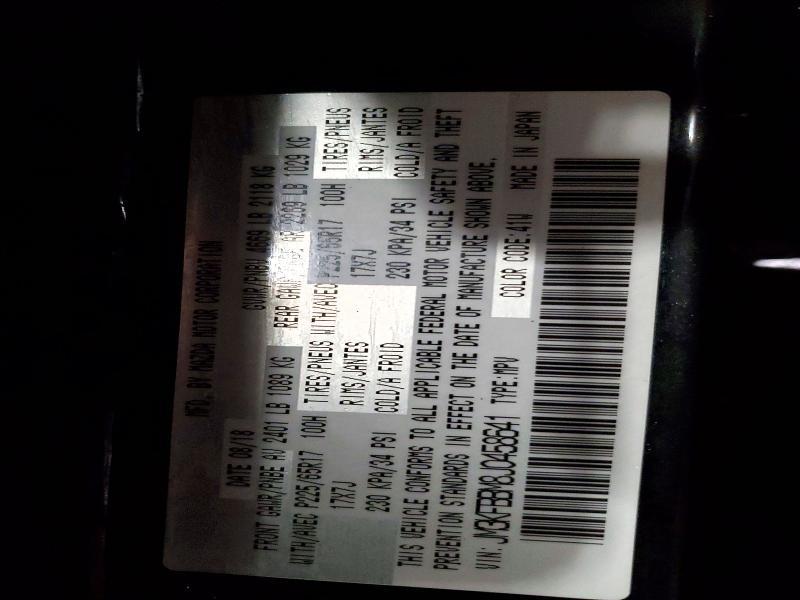 MFD. BY MAZDA MOTOR CORPORATION
DATE 08/18 GVWR/PNBV 4669 LB 2118 KG
FRONT GAWR/PNBE AV 2401 LB 1089 KG REAR GAWR/PNBE AR 2269 LB 1029 KG
WITH/AVEC P225/65R17 100H TIRES/PNEUS WITH/AVEC P225/65R17 100H TIRES/PNEUS
17X7J RIMS/JANTES 17X7J RIMS/JANTES
230 KPA/34 PSI COLD/A FROID 230 KPA/34 PSI COLD/A FROID
THIS VEHICLE CONFORMS TO ALL APPLICABLE FEDERAL MOTOR VEHICLE SAFETY AND THEFT
PREVENTION STANDARDS IN EFFECT ON THE DATE OF MANUFACTURE SHOWN ABOVE.
VIN: JM3KFBBM8J0458641 TYPE:MPV COLOR CODE:41W MADE IN JAPAN